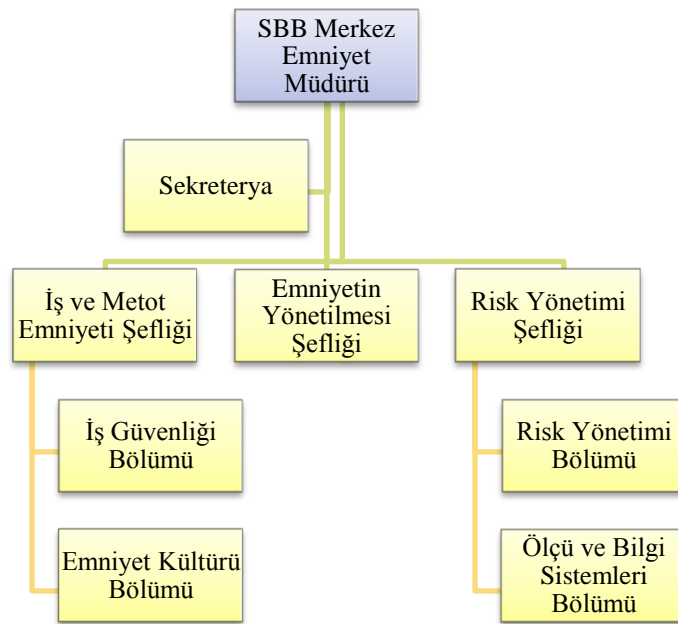 SBB Merkez
Emniyet
Müdürü
Sekreterya
İş ve Metot
Emniyeti Şefliği
Emniyetin
Yönetilmesi
Şefliği
Risk Yönetimi
Şefliği
İş Güvenliği
Bölümü
Risk Yönetimi
Bölümü
Emniyet Kültürü
Bölümü
Ölçü ve Bilgi
Sistemleri
Bölümü